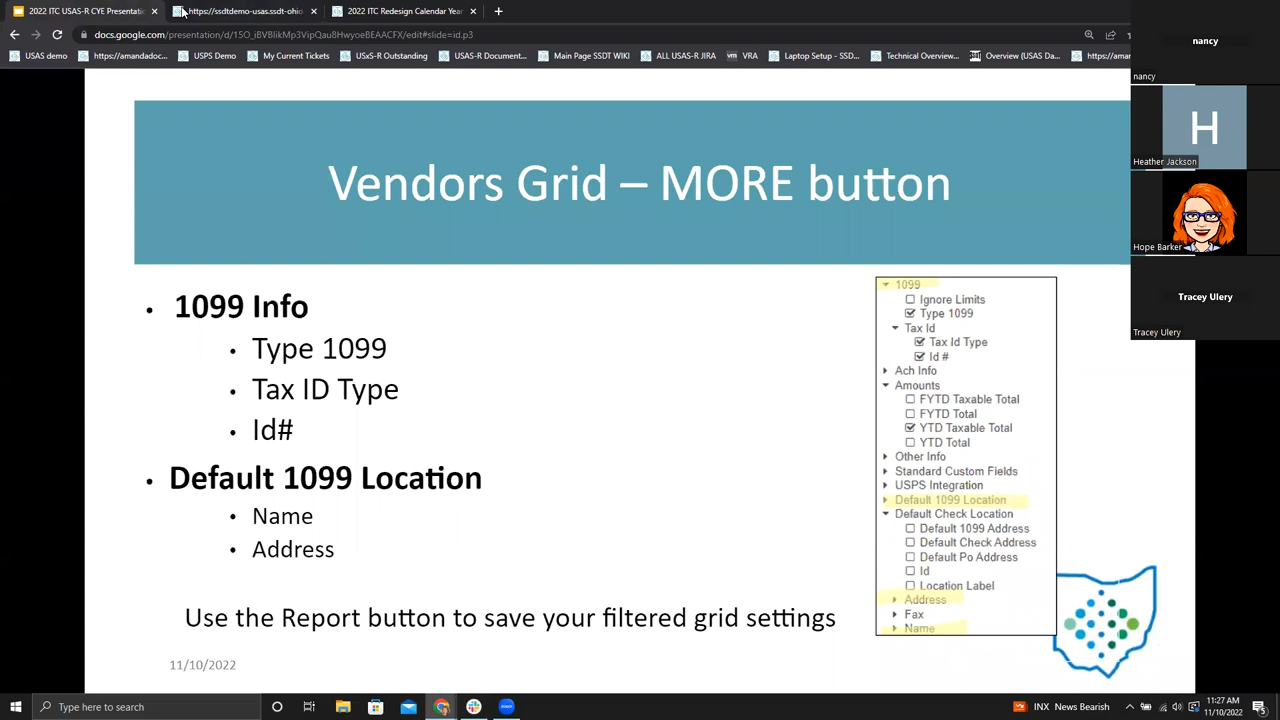 2022 ITC USAS-R CYE Presentati
https://ssdtdemo-usas.ssdt-ohio
2022 ITC Redesign Calendar Year
docs.google.com/presentation/d/15O_iBVBlikMp3VipQau8HwyoeBEAACFX/edit#slide=id.p3
USAS demo
https://amandadoc...
USPS Demo
My Current Tickets
USxS-R Outstanding
USAS-R Document...
Main Page SSDT WIKI
ALL USAS-R JIRA
vm VRA
Laptop Setup - SSD...
Technical Overview...
Overview (USAS Da...
https://amand
Vendors Grid – MORE button
• 1099 Info
• Type 1099
• Tax ID Type
• Id#
• Default 1099 Location
• Name
• Address
Use the Report button to save your filtered grid settings
11/10/2022
1099
Ignore Limits
Type 1099
Tax Id
Tax Id Type
Id #
Ach Info
Amounts
FYTD Taxable Total
FYTD Total
YTD Taxable Total
YTD Total
Other Info
Standard Custom Fields
USPS Integration
Default 1099 Location
Default Check Location
Default 1099 Address
Default Check Address
Default Po Address
Id
Location Label
Address
Fax
Name
nancy
nancy
H
Heather Jackson
Hope Barker
Tracey Ulery
Tracey Ulery
Type here to search
INX News Bearish
11:27 AM
11/10/2022
5